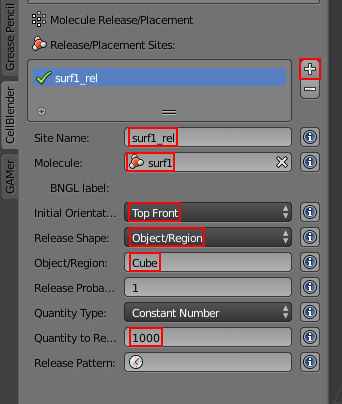 Grease Pencil
CellBlender
GAMer
Molecule Release/Placement
Release/Placement Sites:
surf1_rel
Site Name: surf1_rel
Molecule: surf1
BNGL label:
Initial Orientat... Top Front
Release Shape: Object/Region
Object/Region: Cube
Release Proba... 1
Quantity Type: Constant Number
Quantity to Re... 1000
Release Pattern: